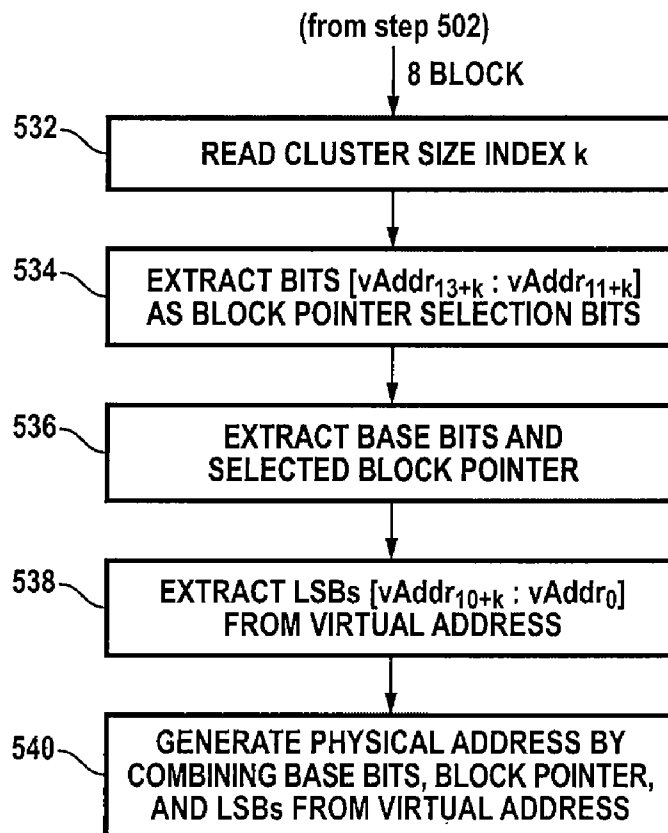 (from step 502)
8 BLOCK
532
READ CLUSTER SIZE INDEX k
534
EXTRACT BITS [vAddr13+k : vAddr11+k]
AS BLOCK POINTER SELECTION BITS
536
EXTRACT BASE BITS AND
SELECTED BLOCK POINTER
538
EXTRACT LSBs [vAddr10+k : vAddr0]
FROM VIRTUAL ADDRESS
540
GENERATE PHYSICAL ADDRESS BY
COMBINING BASE BITS, BLOCK POINTER,
AND LSBs FROM VIRTUAL ADDRESS